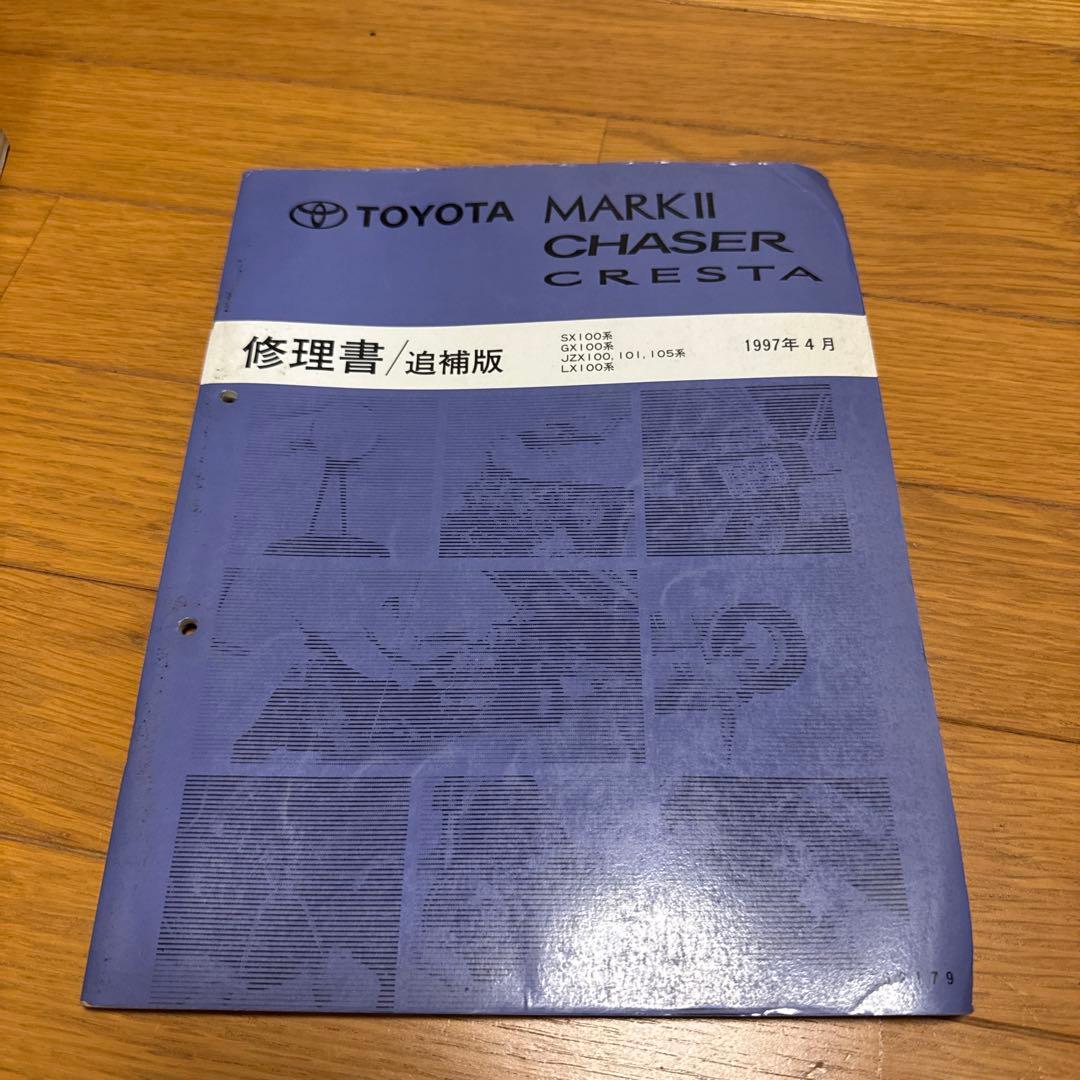 TOYOTA MARK II
CHASER
CRESTA
修理書/追補版
SX100系
GX100系
JZX100, 101, 105系
LX100系
1997年4月